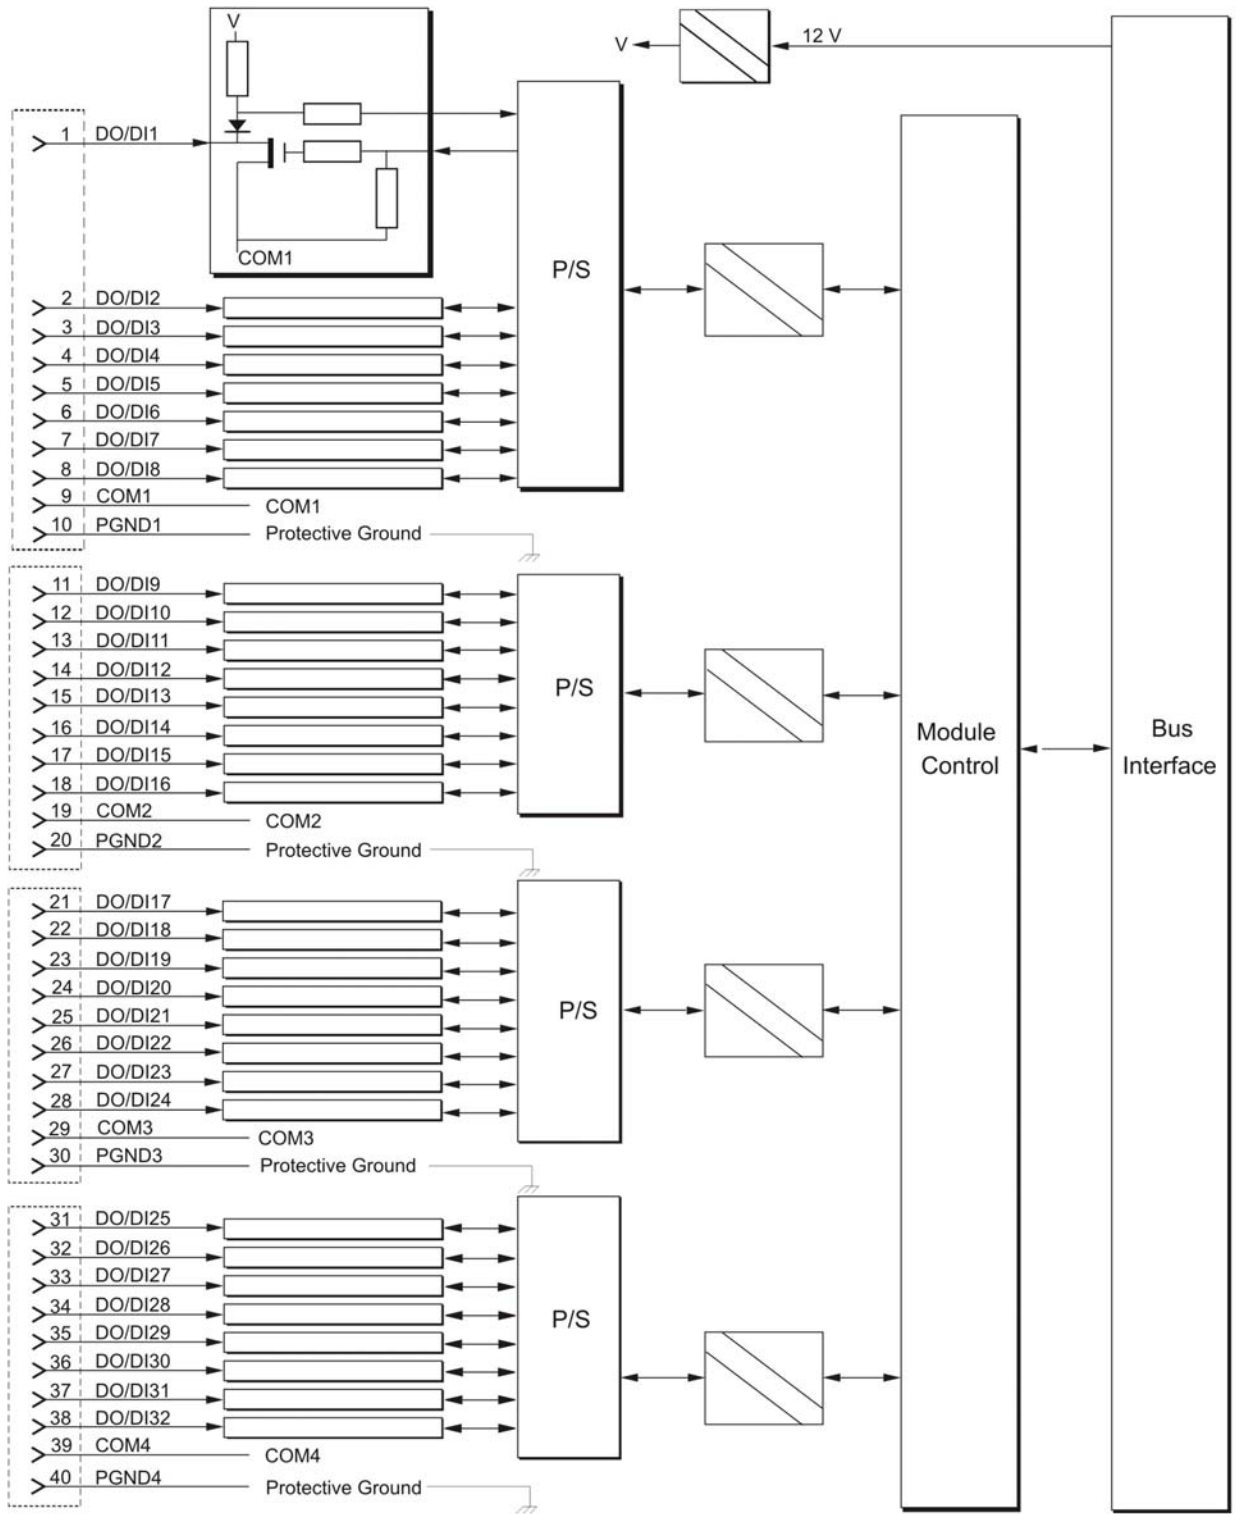 V
V
12 V
1 DO/DI1
COM1
P/S
2 DO/DI2
3 DO/DI3
4 DO/DI4
5 DO/DI5
6 DO/DI6
7 DO/DI7
8 DO/DI8
9 COM1 COM1
10 PGND1 Protective Ground
11 DO/DI9
12 DO/DI10
13 DO/DI11
14 DO/DI12
15 DO/DI13
P/S
16 DO/DI14
17 DO/DI15
18 DO/DI16
19 COM2 COM2
20 PGND2 Protective Ground
Module
Control
Bus
Interface
21 DO/DI17
22 DO/DI18
23 DO/DI19
24 DO/DI20
25 DO/DI21
P/S
26 DO/DI22
27 DO/DI23
28 DO/DI24
29 COM3 COM3
30 PGND3 Protective Ground
31 DO/DI25
32 DO/DI26
33 DO/DI27
34 DO/DI28
P/S
35 DO/DI29
36 DO/DI30
37 DO/DI31
38 DO/DI32
39 COM4 COM4
40 PGND4 Protective Ground